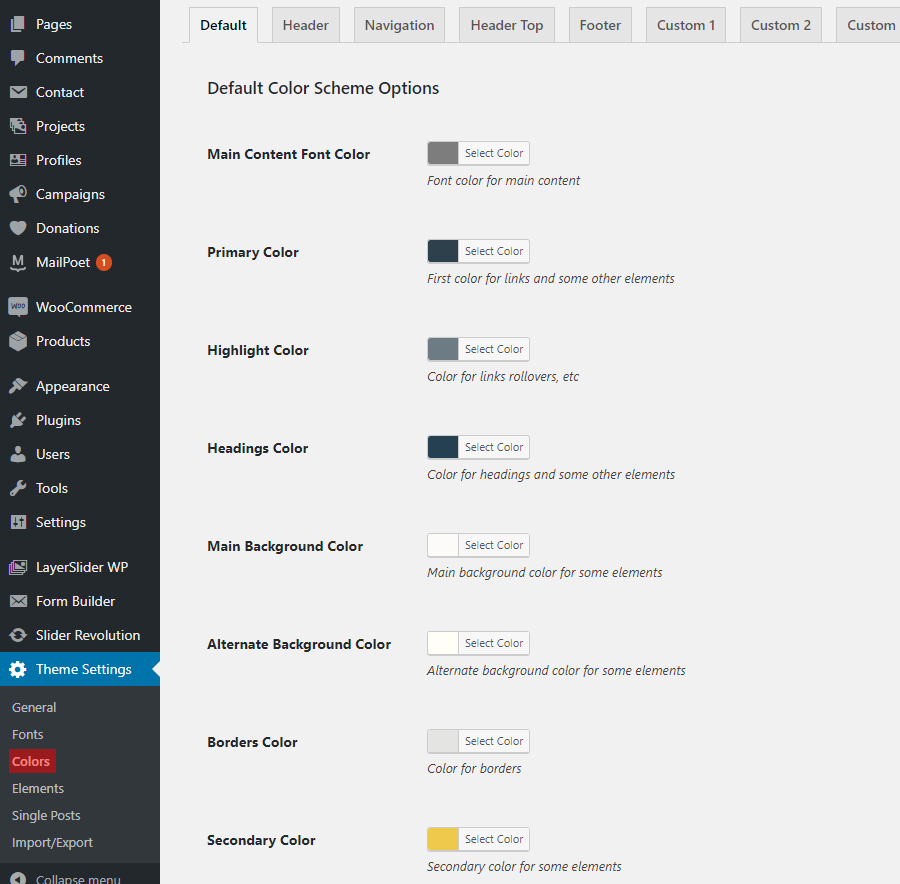 Pages
Comments
Contact
Projects
Profiles
Campaigns
Donations
MailPoet 1
WOO WooCommerce
Products
Appearance
Plugins
Users
Tools
Settings
LayerSlider WP
Form Builder
Slider Revolution
Theme Settings
General
Fonts
Colors
Elements
Single Posts
Import/Export
Collapse menu
Default Header Navigation Header Top Footer Custom 1 Custom 2 Custom
Default Color Scheme Options
Main Content Font Color Select Color
Font color for main content
Primary Color Select Color
First color for links and some other elements
Highlight Color Select Color
Color for links rollovers, etc
Headings Color Select Color
Color for headings and some other elements
Main Background Color Select Color
Main background color for some elements
Alternate Background Color Select Color
Alternate background color for some elements
Borders Color Select Color
Color for borders
Secondary Color Select Color
Secondary color for some elements